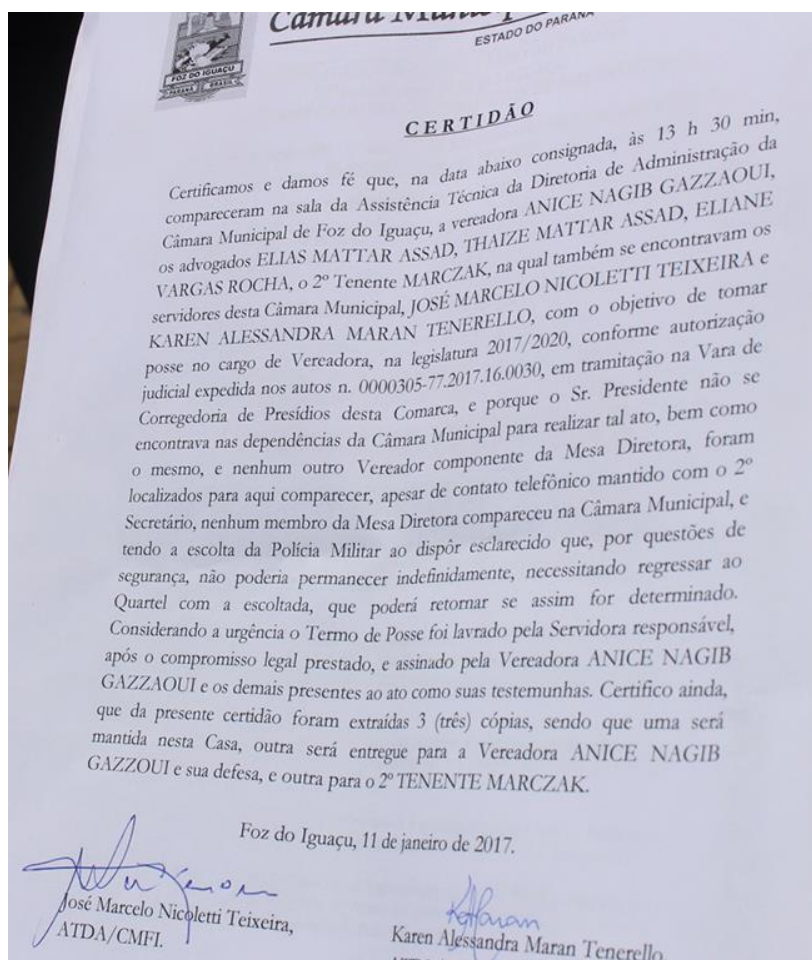 Câmara
ESTADO DO PARANÁ
FOZ DO IGUAÇU
PARANÁ BRASIL
CERTIDÃO
Certificamos e damos fé que, na data abaixo consignada, às 13 h 30 min,
compareceram na sala da Assistência Técnica da Diretoria de Administração da
Câmara Municipal de Foz do Iguaçu, a vereadora ANICE NAGIB GAZZAOUI,
os advogados ELIAS MATTAR ASSAD, THAIZE MATTAR ASSAD, ELIANE
VARGAS ROCHA, o 2º Tenente MARCZAK, na qual também se encontravam os
servidores desta Câmara Municipal, JOSÉ MARCELO NICOLETTI TEIXEIRA e
KAREN ALESSANDRA MARAN TENERELLO, com o objetivo de tomar
posse no cargo de Vereadora, na legislatura 2017/2020, conforme autorização
judicial expedida nos autos n. 0000305-77.2017.16.0030, em tramitação na Vara de
Corregedoria de Presídios desta Comarca, e porque o Sr. Presidente não se
encontrava nas dependências da Câmara Municipal para realizar tal ato, bem como
o mesmo, e nenhum outro Vereador componente da Mesa Diretora, foram
localizados para aqui comparecer, apesar de contato telefônico mantido com o 2º
Secretário, nenhum membro da Mesa Diretora compareceu na Câmara Municipal, e
tendo a escolta da Polícia Militar ao dispôr esclarecido que, por questões de
segurança, não poderia permanecer indefinidamente, necessitando regressar ao
Quartel com a escoltada, que poderá retornar se assim for determinado.
Considerando a urgência o Termo de Posse foi lavrado pela Servidora responsável,
após o compromisso legal prestado, e assinado pela Vereadora ANICE NAGIB
GAZZAOUI e os demais presentes ao ato como suas testemunhas. Certifico ainda,
que da presente certidão foram extraídas 3 (três) cópias, sendo que uma será
mantida nesta Casa, outra será entregue para a Vereadora ANICE NAGIB
GAZZOUI e sua defesa, e outra para o 2º TENENTE MARCZAK.
Foz do Iguaçu, 11 de janeiro de 2017.
José Marcelo Nicoletti Teixeira,
ATDA/CMFI.
Karen Alessandra Maran Tenerello